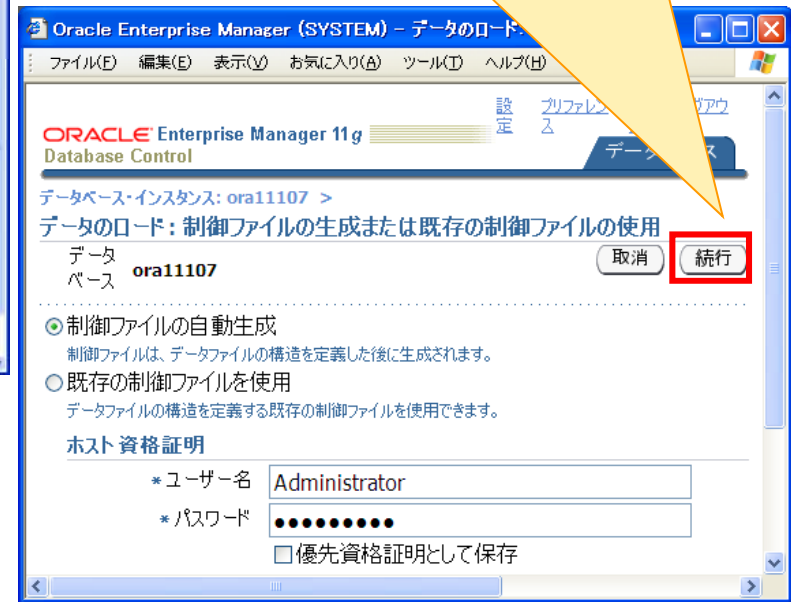 Oracle Enterprise Manager (SYSTEM) - データのロード:
ファイル(F) 編集(E) 表示(V) お気に入り(A) ツール(T) ヘルプ(H)
設定
ORACLE Enterprise Manager 11g
Database Control
データベース・インスタンス: ora11107 >
データのロード: 制御ファイルの生成または既存の制御ファイルの使用
データベース ora11107 取消 続行
制御ファイルの自動生成
制御ファイルは、データファイルの構造を定義した後に生成されます。
既存の制御ファイルを使用
データファイルの構造を定義する既存の制御ファイルを使用できます。
ホスト資格証明
*ユーザー名 Administrator
*パスワード ●●●●●●●●●
優先資格証明として保存